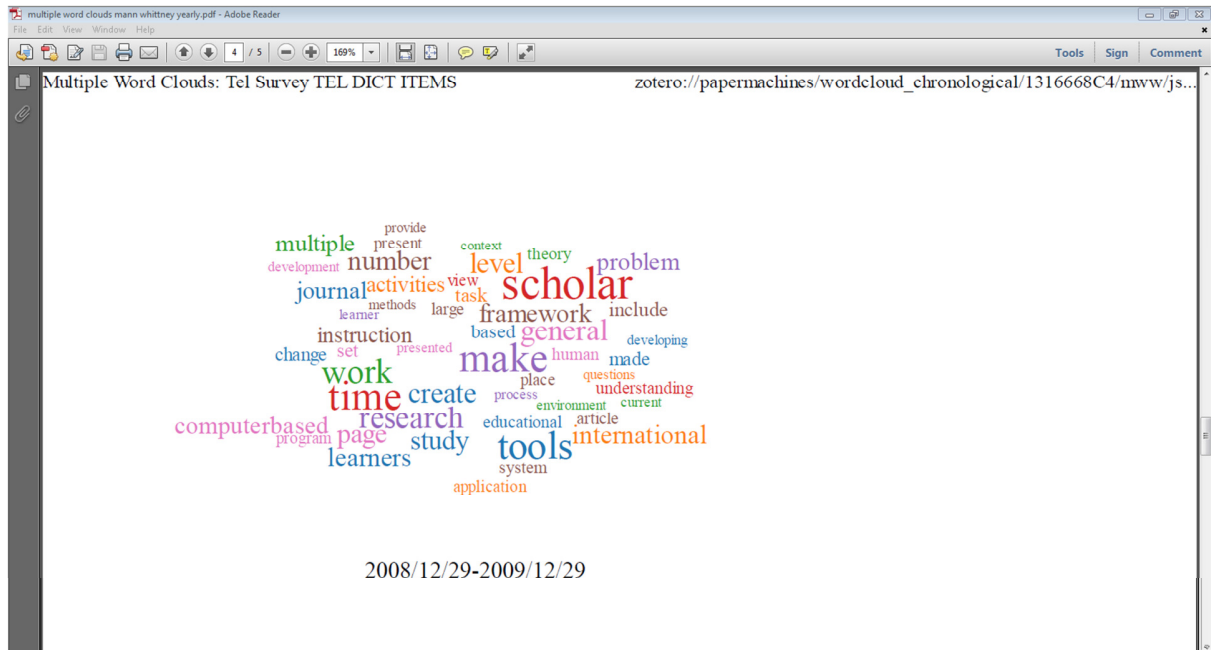 multiple word clouds mann whittney yearly.pdf - Adobe Reader
File Edit View Window Help
4 / 5 169% Tools Sign Comment
Multiple Word Clouds: Tel Survey TEL DICT ITEMS zotero://papermachines/wordcloud_chronological/1316668C4/mww/js...
provide
multiple present context
development number level theory problem
journal activities view task scholar
methods
learner large framework include
instruction based general developing
change set presented make human made
work place questions
time create process understanding
environment current
computerbased research educational article
program page study tools international
learners system
application
2008/12/29-2009/12/29